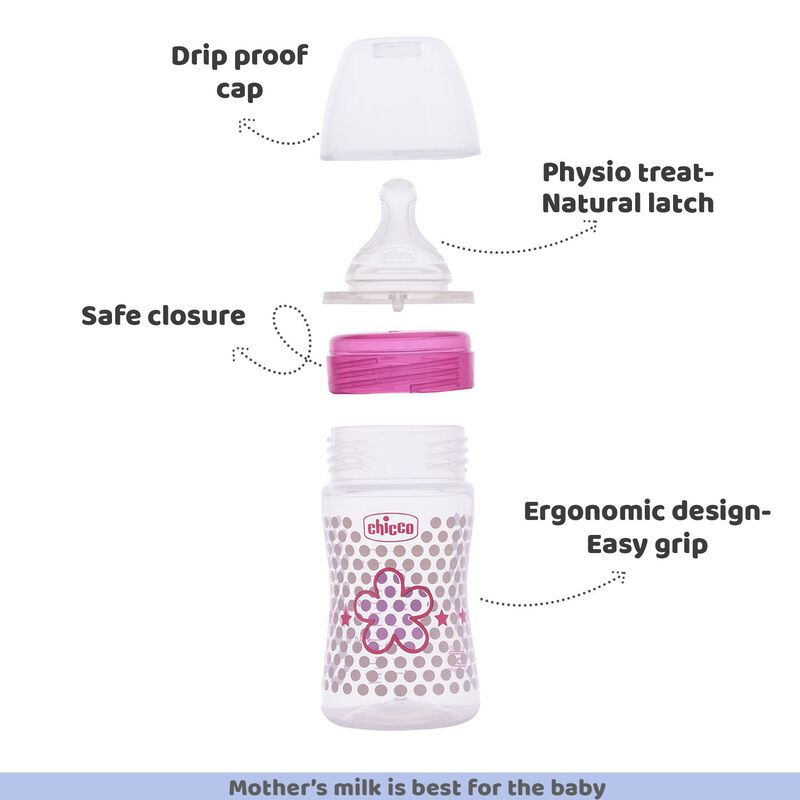 Drip proof
cap
Physio treat-
Natural latch
Safe closure
chicco
Ergonomic design-
Easy grip
Mother's milk is best for the baby